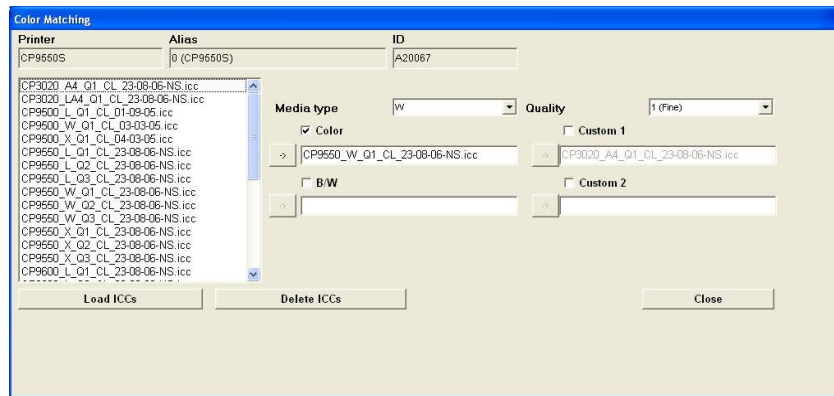 Color Matching
Printer Alias ID
CP9550S 0 (CP9550S) A20067
CP3020_A4_Q1_CL_23-08-06-NS.icc
CP3020_LA4_Q1_CL_23-08-06-NS.icc
CP9500_L_Q1_CL_01-09-05.icc
CP9500_W_Q1_CL_03-03-05.icc
CP9500_X_Q1_CL_04-03-05.icc
CP9550_L_Q1_CL_23-08-06-NS.icc
CP9550_L_Q2_CL_23-08-06-NS.icc
CP9550_L_Q3_CL_23-08-06-NS.icc
CP9550_W_Q1_CL_23-08-06-NS.icc
CP9550_W_Q2_CL_23-08-06-NS.icc
CP9550_W_Q3_CL_23-08-06-NS.icc
CP9550_X_Q1_CL_23-08-06-NS.icc
CP9550_X_Q2_CL_23-08-06-NS.icc
CP9550_X_Q3_CL_23-08-06-NS.icc
CP9600_L_Q1_CL_23-08-06-NS.icc
Media type W Quality 1 (Fine)
Color Custom 1
-> CP9550_W_Q1_CL_23-08-06-NS.icc -> CP3020_A4_Q1_CL_23-08-06-NS.icc
B/W Custom 2
-> ->
Load ICCs Delete ICCs Close